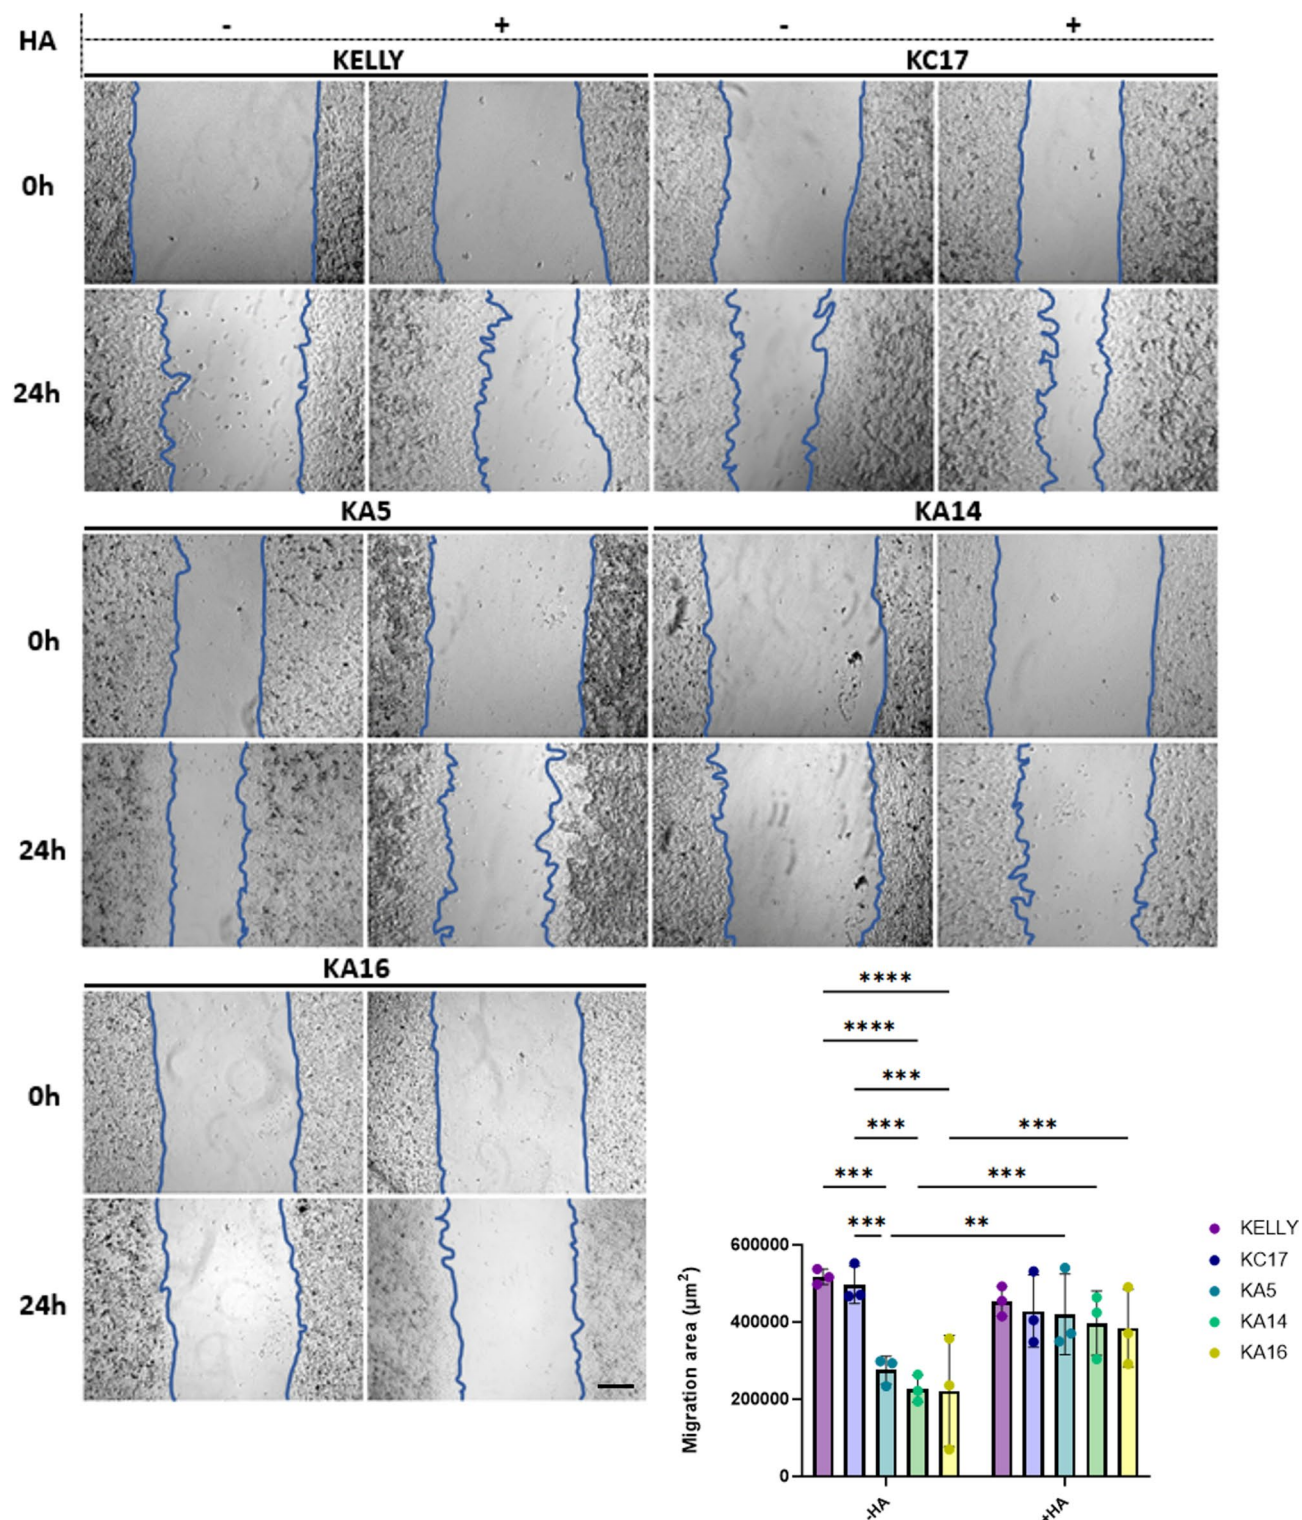 HA - + - +
KELLY KC17
0h
24h
KA5 KA14
0h
24h
KA16
0h
24h
****
****
***
***
***
***
***
***
**
600000
400000
200000
0
Migration area (µm²)
-HA
+HA
KELLY
KC17
KA5
KA14
KA16